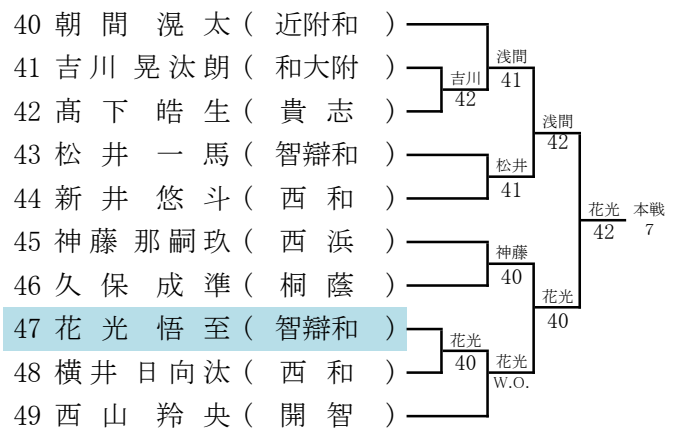 40 朝間 滉太 ( 近附和 )
41 吉川 晃汰朗 ( 和大附 )
42 髙下 皓生 ( 貴志 )
43 松井 一馬 ( 智辯和 )
44 新井 悠斗 ( 西和 )
45 神藤 那嗣玖 ( 西浜 )
46 久保 成準 ( 桐蔭 )
47 花光 悟至 ( 智辯和 )
48 横井 日向汰 ( 西和 )
49 西山 羚央 ( 開智 )
吉川
42
花光
40
浅間
41
松井
41
神藤
40
花光
W.O.
浅間
42
花光
40
花光
42
本戦
7